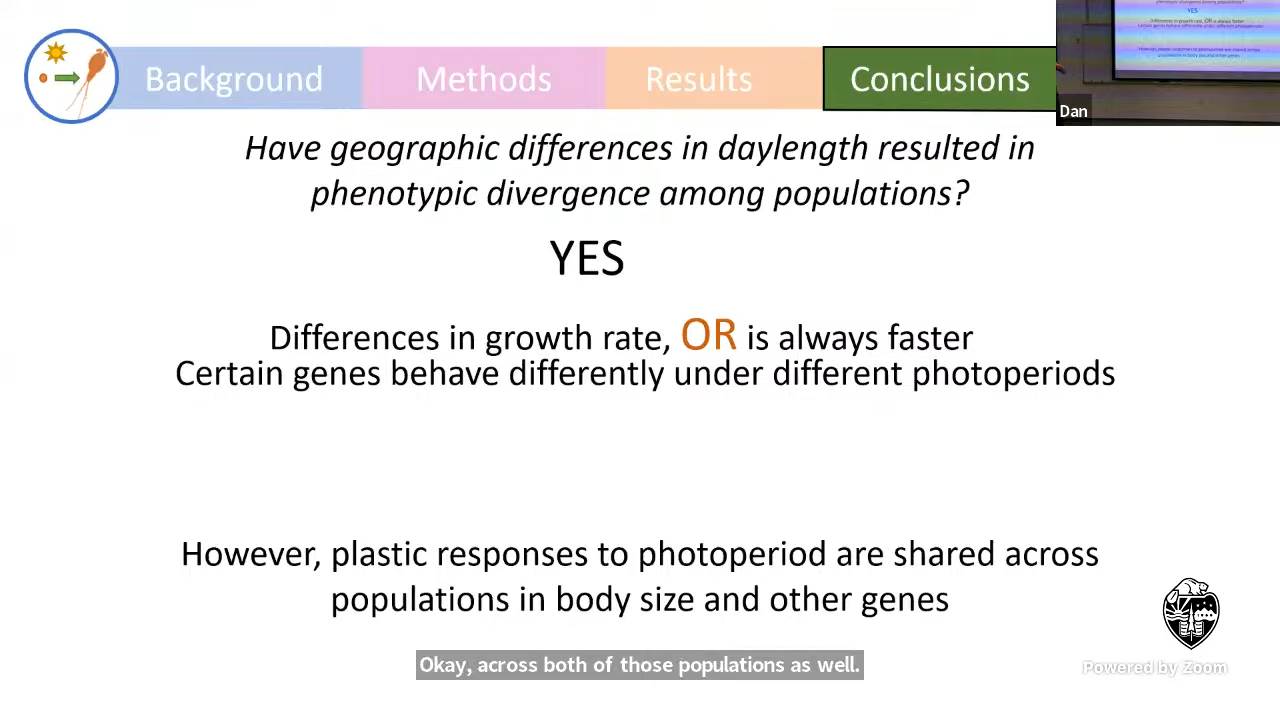 Background
Methods
Results
Conclusions
YES
Dan
Have geographic differences in daylength resulted in
phenotypic divergence among populations?
YES
Differences in growth rate, OR is always faster
Certain genes behave differently under different photoperiods
However, plastic responses to photoperiod are shared across
populations in body size and other genes
Okay, across both of those populations as well.
Powered by Zoom